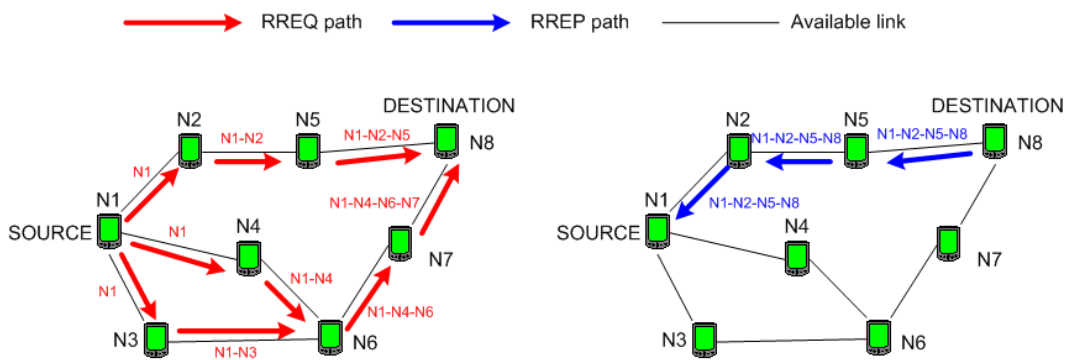 RREQ path
RREP path
Available link
DESTINATION
N2
N5
N8
N1-N2
N1-N2-N5
N1
N1
SOURCE
N1
N4
N1-N4-N6-N7
N7
N1
N1-N4
N1-N4-N6
N3
N1-N3
N6
DESTINATION
N2
N5
N8
N1-N2-N5-N8
N1-N2-N5-N8
N1
N1-N2-N5-N8
SOURCE
N4
N7
N3
N6